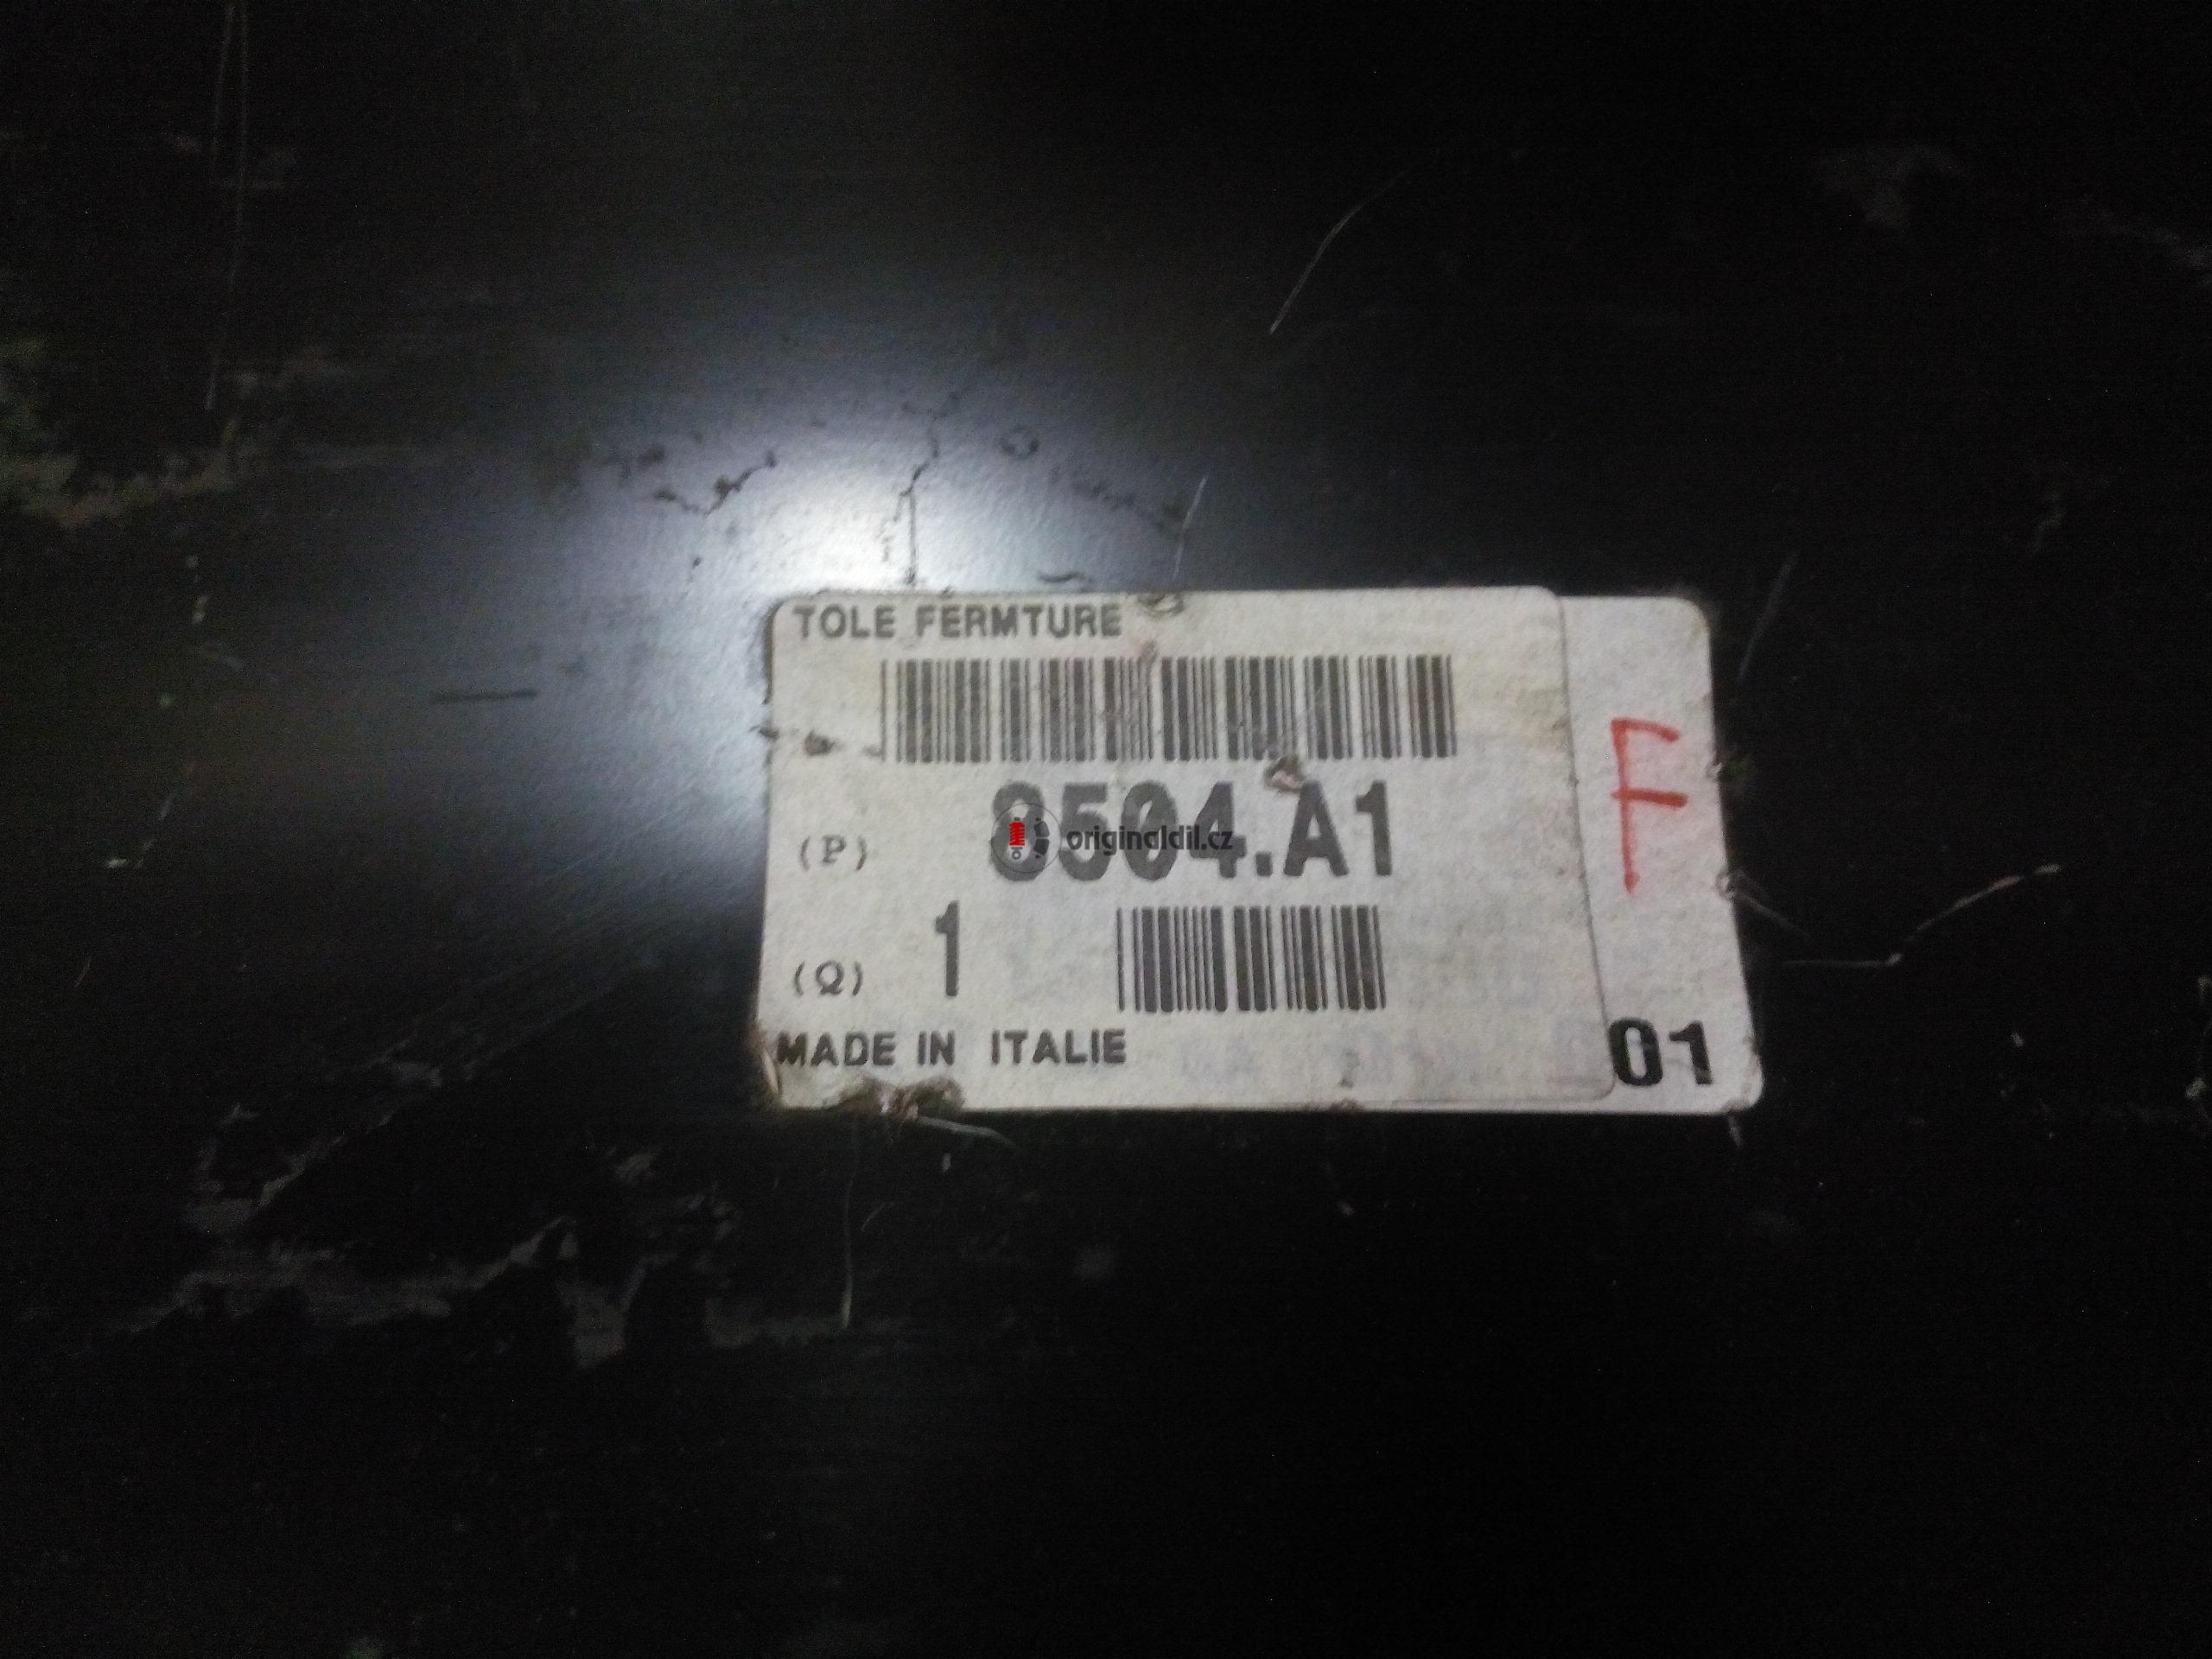 TOLE FERMTURE
(P) 8504.A1
originaldil.cz
F
(Q) 1
MADE IN ITALIE
01